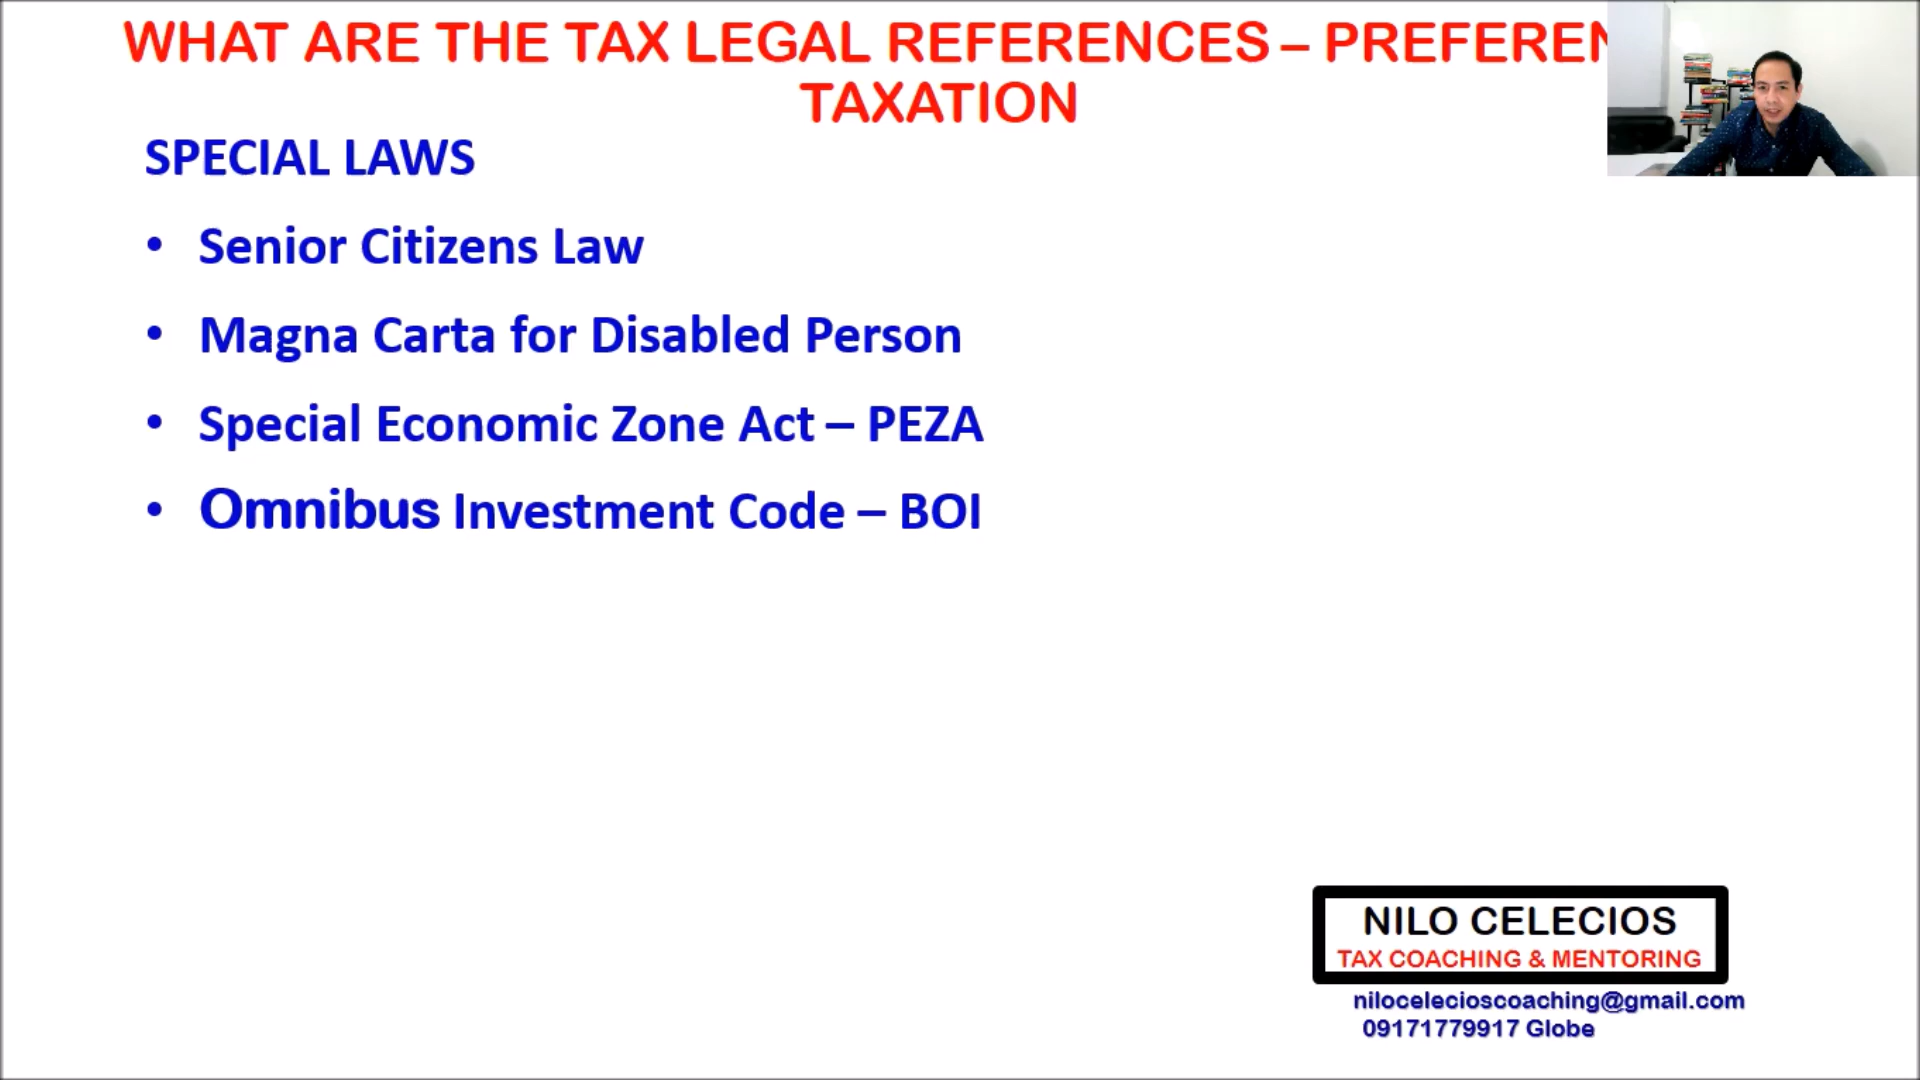 WHAT ARE THE TAX LEGAL REFERENCES – PREFEREN
TAXATION
SPECIAL LAWS
• Senior Citizens Law
• Magna Carta for Disabled Person
• Special Economic Zone Act – PEZA
• Omnibus Investment Code – BOI
NILO CELECIOS
TAX COACHING & MENTORING
nilocelecioscoaching@gmail.com
09171779917 Globe